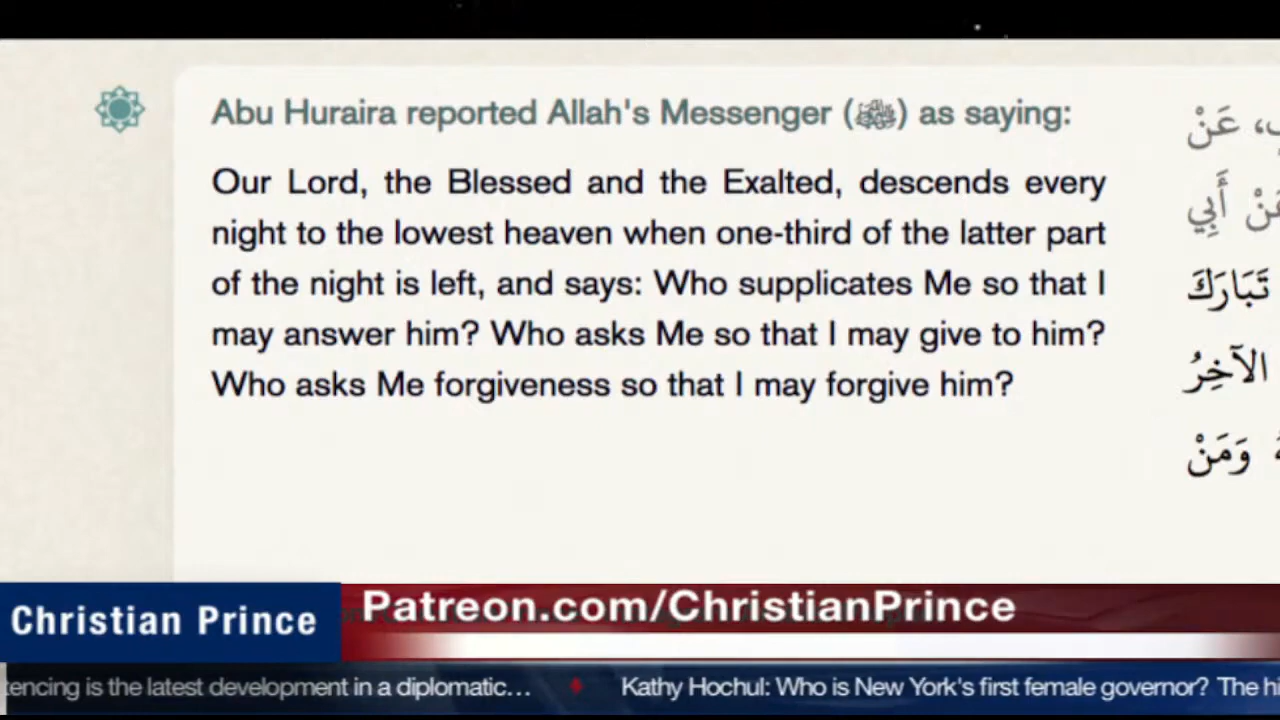 Abu Huraira reported Allah's Messenger (ﷺ) as saying:
Our Lord, the Blessed and the Exalted, descends every
night to the lowest heaven when one-third of the latter part
of the night is left, and says: Who supplicates Me so that I
may answer him? Who asks Me so that I may give to him?
Who asks Me forgiveness so that I may forgive him?
عَنْ
أَبِي
تَبَارَكَ
الآخِرُ
وَمَنْ
Christian Prince
Patreon.com/ChristianPrince
tencing is the latest development in a diplomatic... Kathy Hochul: Who is New York's first female governor? The hi